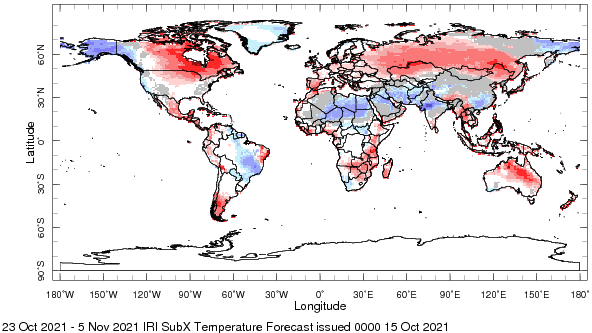 60°N
30°N
0°
30°S
60°S
90°S
Latitude
180°W 150°W 120°W 90°W 60°W 30°W 0° 30°E 60°E 90°E 120°E 150°E 180°E
Longitude
23 Oct 2021 - 5 Nov 2021 IRI SubX Temperature Forecast issued 0000 15 Oct 2021